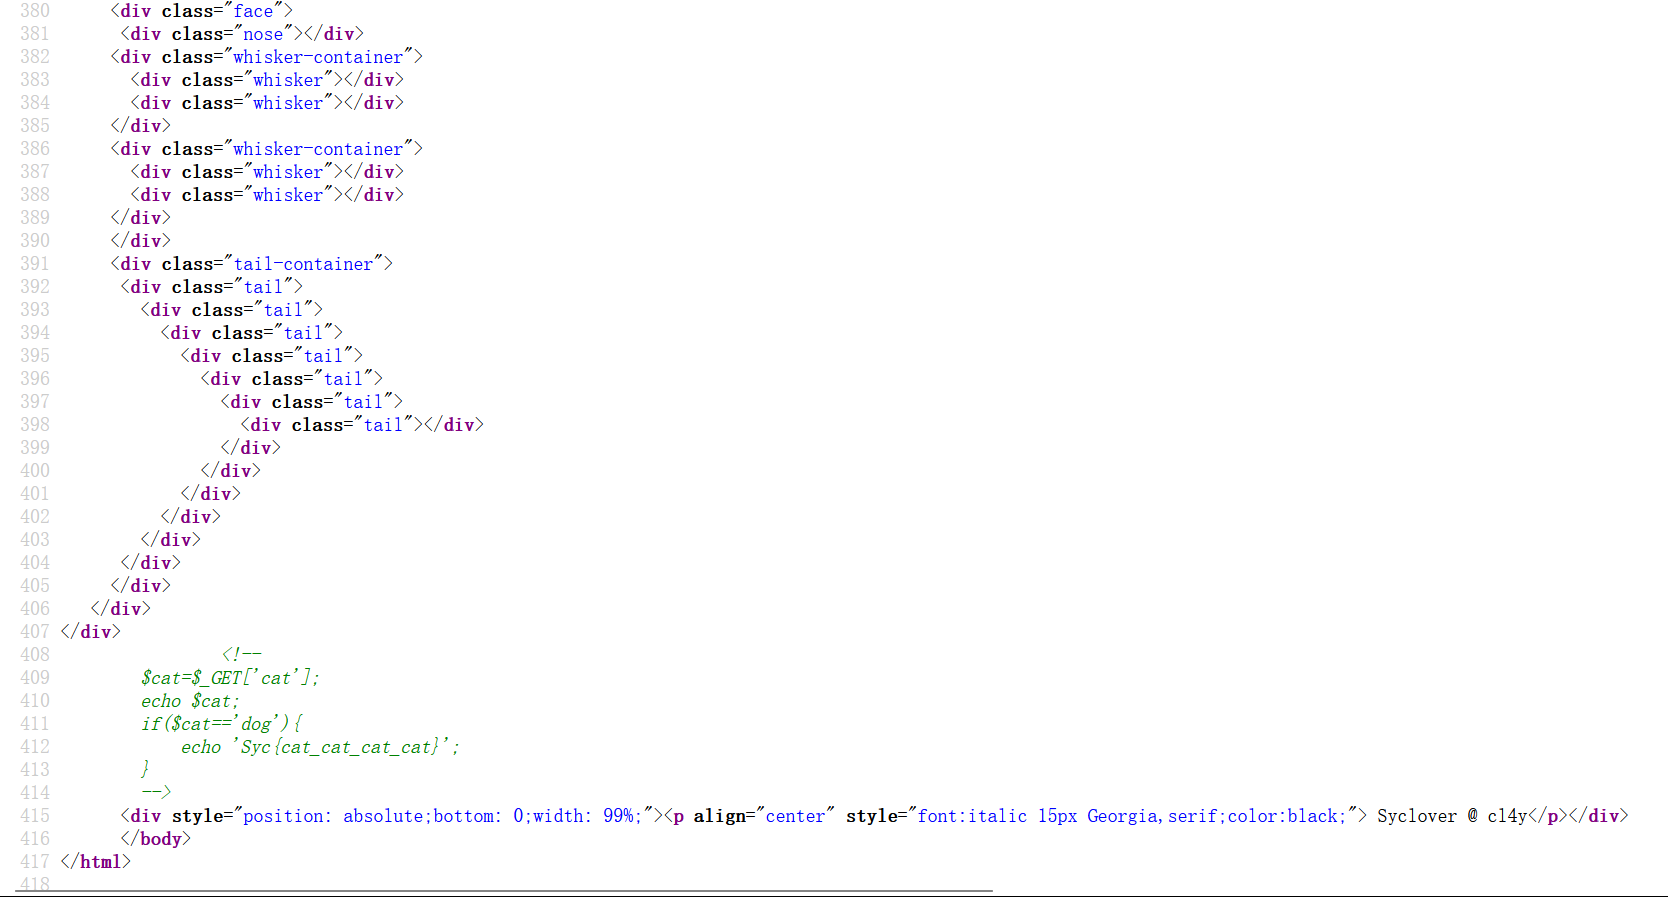 380 <div class="face">
381 <div class="nose"></div>
382 <div class="whisker-container">
383 <div class="whisker"></div>
384 <div class="whisker"></div>
385 </div>
386 <div class="whisker-container">
387 <div class="whisker"></div>
388 <div class="whisker"></div>
389 </div>
390 </div>
391 <div class="tail-container">
392 <div class="tail">
393 <div class="tail">
394 <div class="tail">
395 <div class="tail">
396 <div class="tail">
397 <div class="tail">
398 <div class="tail"></div>
399 </div>
400 </div>
401 </div>
402 </div>
403 </div>
404 </div>
405 </div>
406 </div>
407 </div>
408 <!--
409 $cat=$_GET['cat'];
410 echo $cat;
411 if($cat=='dog'){
412 echo 'Syc{cat_cat_cat_cat}';
413 }
414 -->
415 <div style="position: absolute;bottom: 0;width: 99%;"><p align="center" style="font:italic 15px Georgia,serif;color:black;"> Syclover @ cl4y</p></div>
416 </body>
417 </html>
418